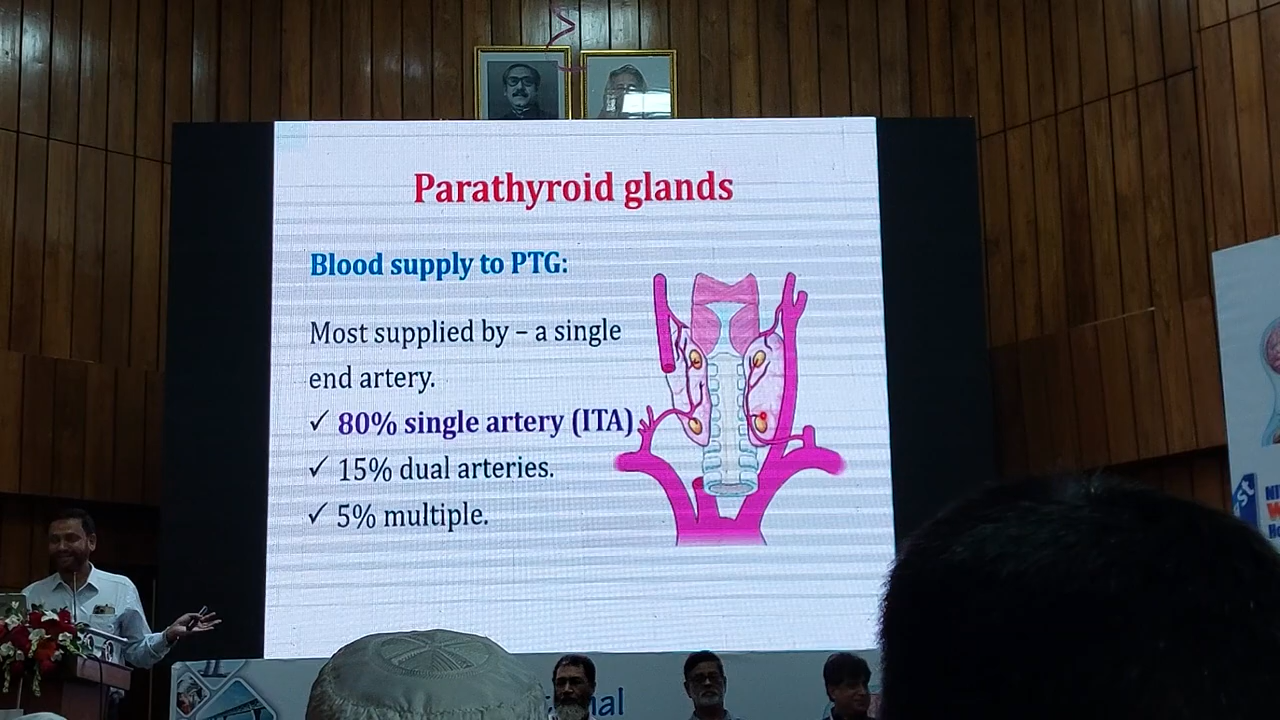 Parathyroid glands
Blood supply to PTG:
Most supplied by – a single
end artery.
✓ 80% single artery (ITA)
✓ 15% dual arteries.
✓ 5% multiple.